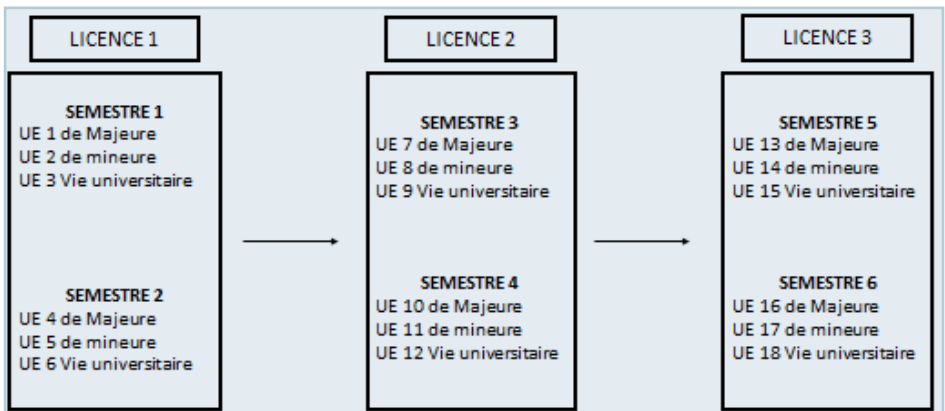 LICENCE 1
SEMESTRE 1
UE 1 de Majeure
UE 2 de mineure
UE 3 Vie universitaire
SEMESTRE 2
UE 4 de Majeure
UE 5 de mineure
UE 6 Vie universitaire
LICENCE 2
SEMESTRE 3
UE 7 de Majeure
UE 8 de mineure
UE 9 Vie universitaire
SEMESTRE 4
UE 10 de Majeure
UE 11 de mineure
UE 12 Vie universitaire
LICENCE 3
SEMESTRE 5
UE 13 de Majeure
UE 14 de mineure
UE 15 Vie universitaire
SEMESTRE 6
UE 16 de Majeure
UE 17 de mineure
UE 18 Vie universitaire